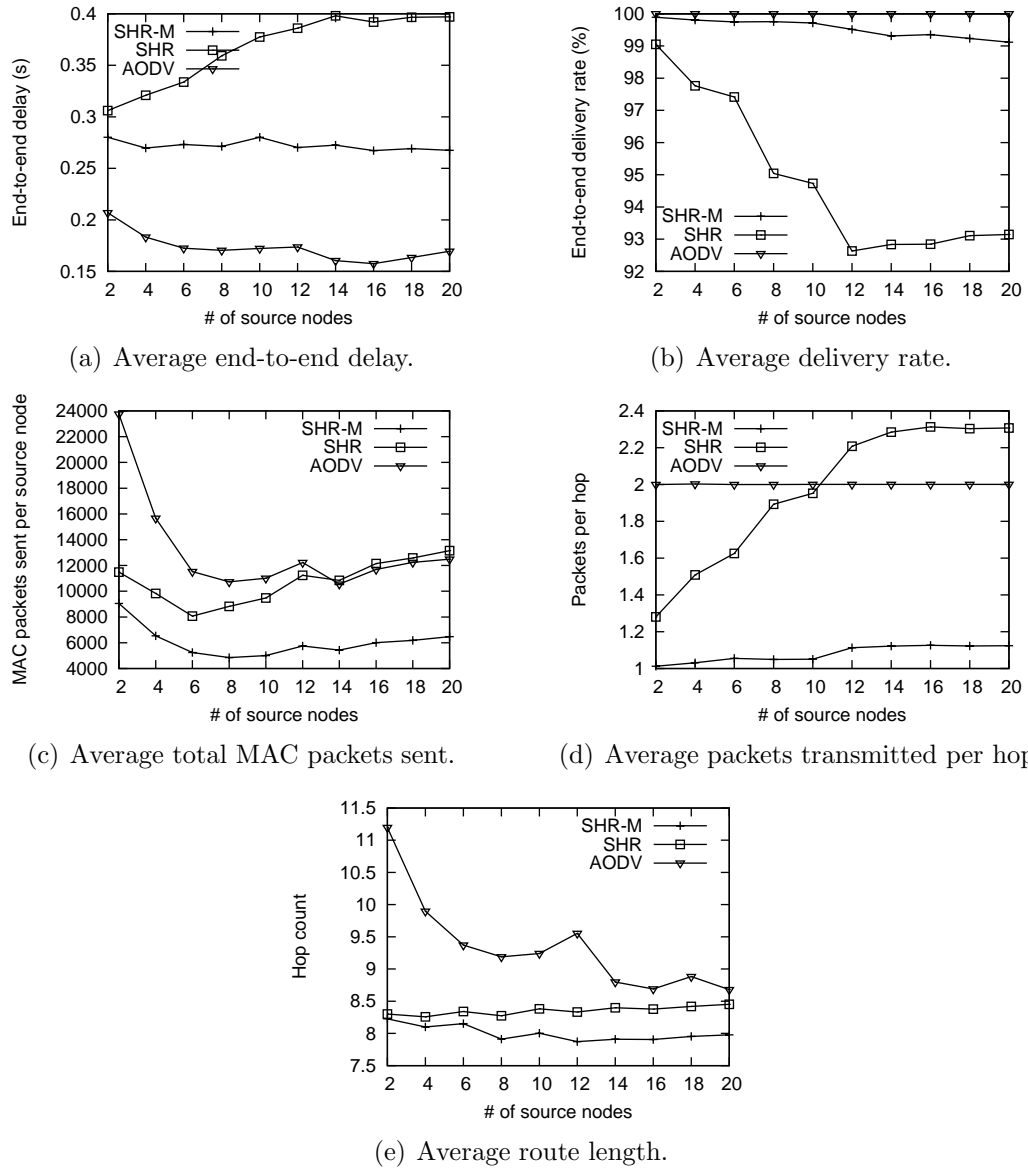 0.4
0.35
0.3
0.25
0.2
0.15
End-to-end delay (s)
SHR-M
SHR
AODV
2 4 6 8 10 12 14 16 18 20
# of source nodes
(a) Average end-to-end delay.
100
99
98
97
96
95
94
93
92
End-to-end delivery rate (%)
SHR-M
SHR
AODV
2 4 6 8 10 12 14 16 18 20
# of source nodes
(b) Average delivery rate.
24000
22000
20000
18000
16000
14000
12000
10000
8000
6000
4000
MAC packets sent per source node
SHR-M
SHR
AODV
2 4 6 8 10 12 14 16 18 20
# of source nodes
(c) Average total MAC packets sent.
2.4
2.2
2
1.8
1.6
1.4
1.2
1
Packets per hop
SHR-M
SHR
AODV
2 4 6 8 10 12 14 16 18 20
# of source nodes
(d) Average packets transmitted per hop
11.5
11
10.5
10
9.5
9
8.5
8
7.5
Hop count
SHR-M
SHR
AODV
2 4 6 8 10 12 14 16 18 20
# of source nodes
(e) Average route length.